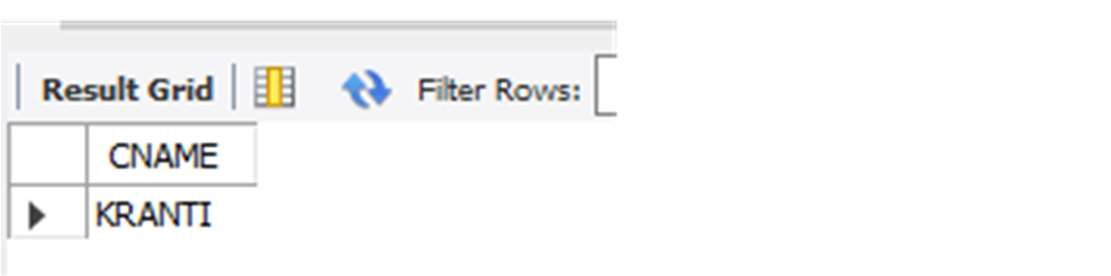 Result Grid Filter Rows:
CNAME
KRANTI